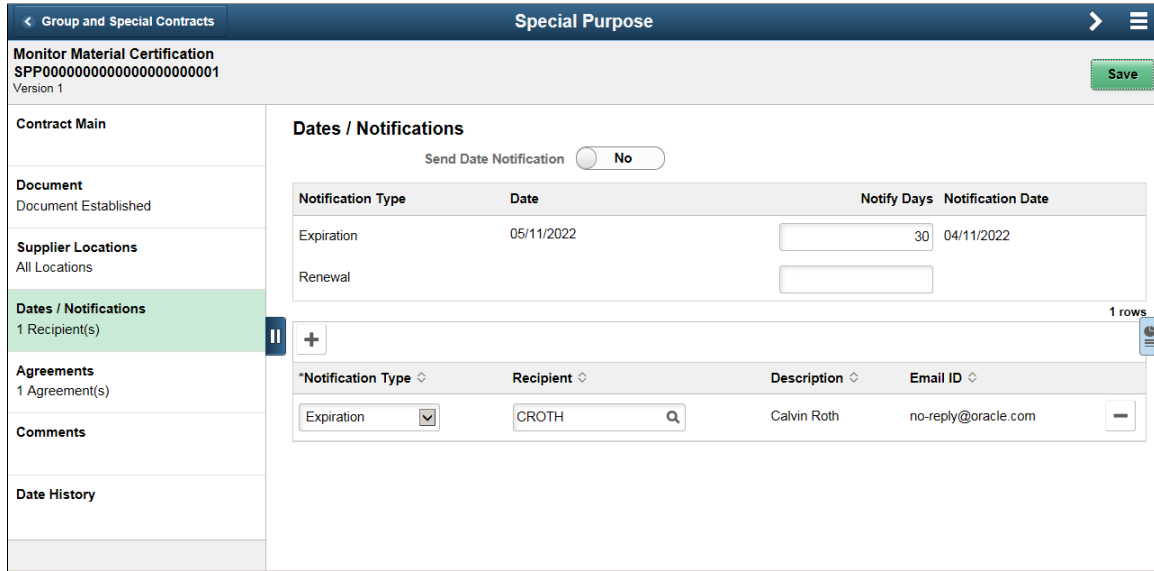 Group and Special Contracts
Special Purpose
Monitor Material Certification
SPP0000000000000000000001
Version 1
Save
Contract Main
Document
Document Established
Supplier Locations
All Locations
Dates / Notifications
1 Recipient(s)
Agreements
1 Agreement(s)
Comments
Date History
Dates / Notifications
Send Date Notification No
Notification Type Date Notify Days Notification Date
Expiration 05/11/2022 30 04/11/2022
Renewal
1 rows
*Notification Type Recipient Description Email ID
Expiration CROTH Calvin Roth no-reply@oracle.com